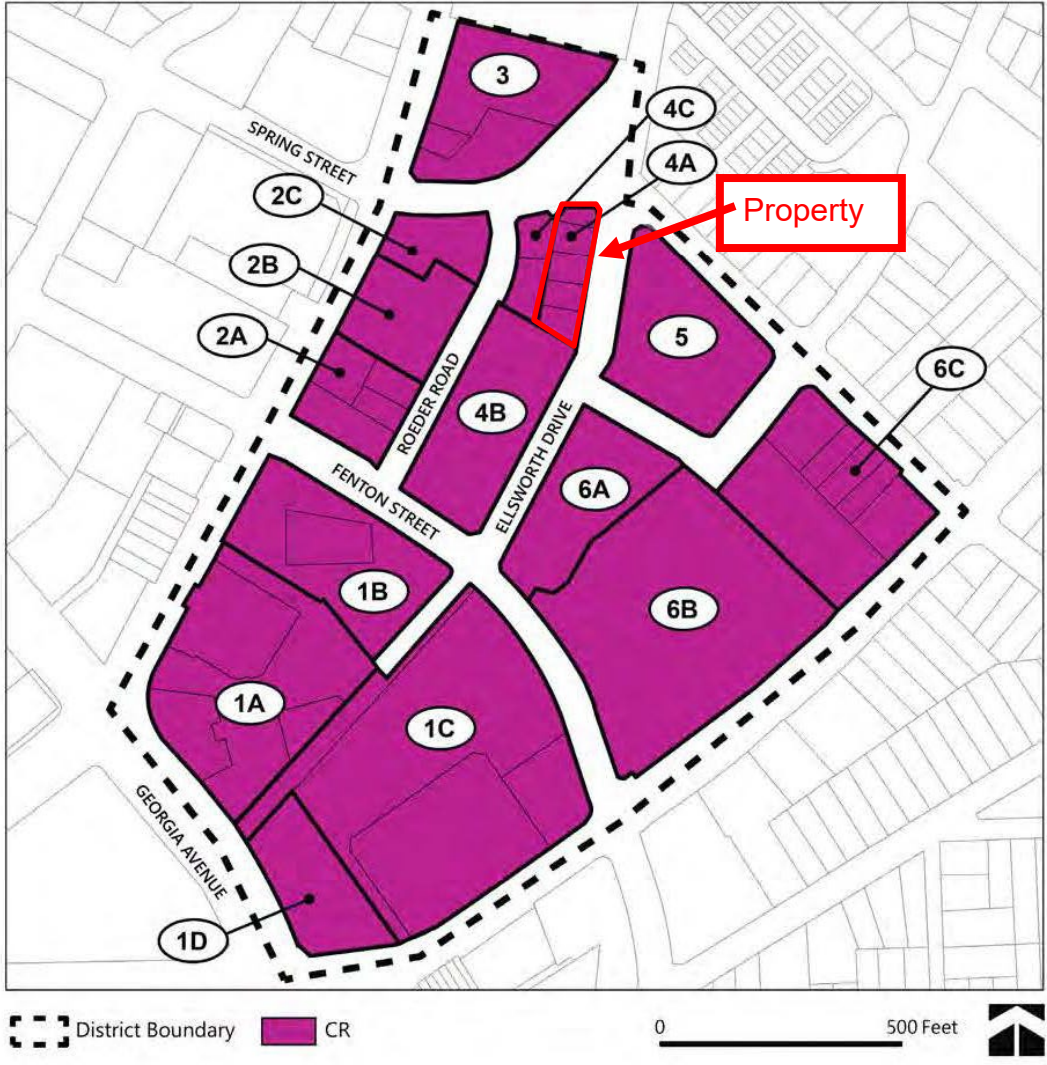 3
4C
SPRING STREET
4A
2C
Property
2B
2A
5
6C
ROEDER ROAD
4B
ELLSWORTH DRIVE
FENTON STREET
6A
1B
6B
1A
1C
GEORGIA AVENUE
1D
District Boundary
CR
0
500 Feet